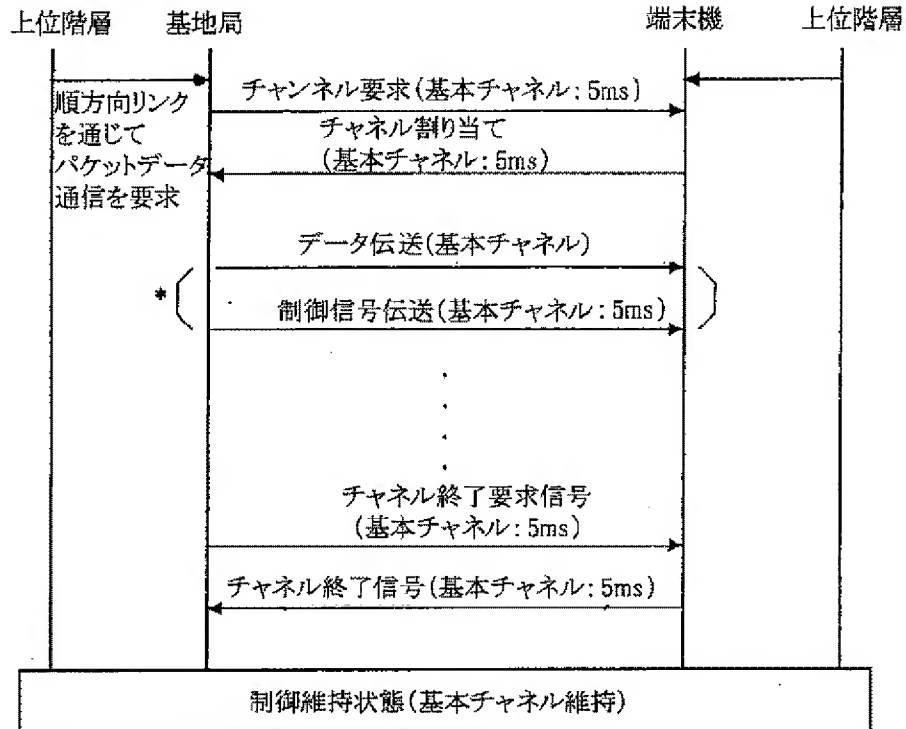 上位階層 基地局 端末機 上位階層
チャンネル要求(基本チャネル:5ms)
順方向リンク
を通じて
パケットデータ
通信を要求
チャネル割り当て
(基本チャネル:5ms)
データ伝送(基本チャネル)
*
制御信号伝送(基本チャネル:5ms)
チャネル終了要求信号
(基本チャネル:5ms)
チャネル終了信号(基本チャネル:5ms)
制御維持状態(基本チャネル維持)